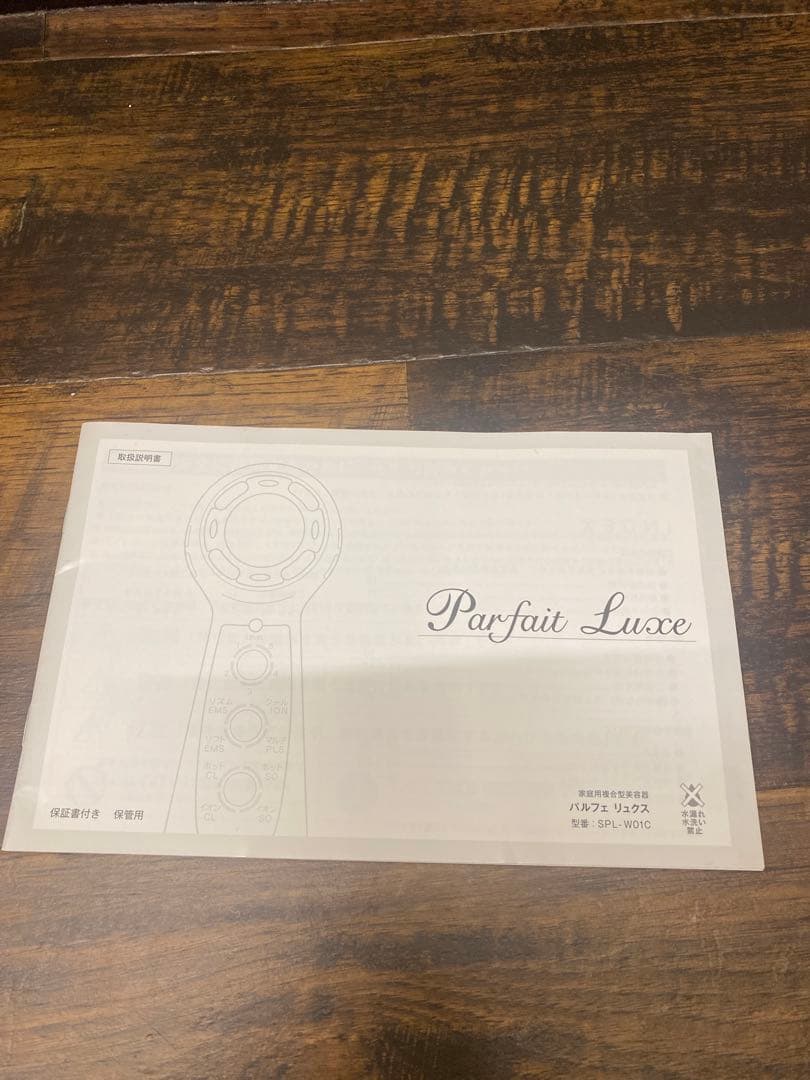 取扱説明書
Parfait Luxe
LEVEL
リズム クール
EMS ION
リフト マルチ
EMS PLS
ホット ホット
CL SO
イオン イオン
CL SO
保証書付き 保管用
家庭用複合型美容器
パルフェ リュクス
型番：SPL-W01C
水漏れ
水洗い
禁止